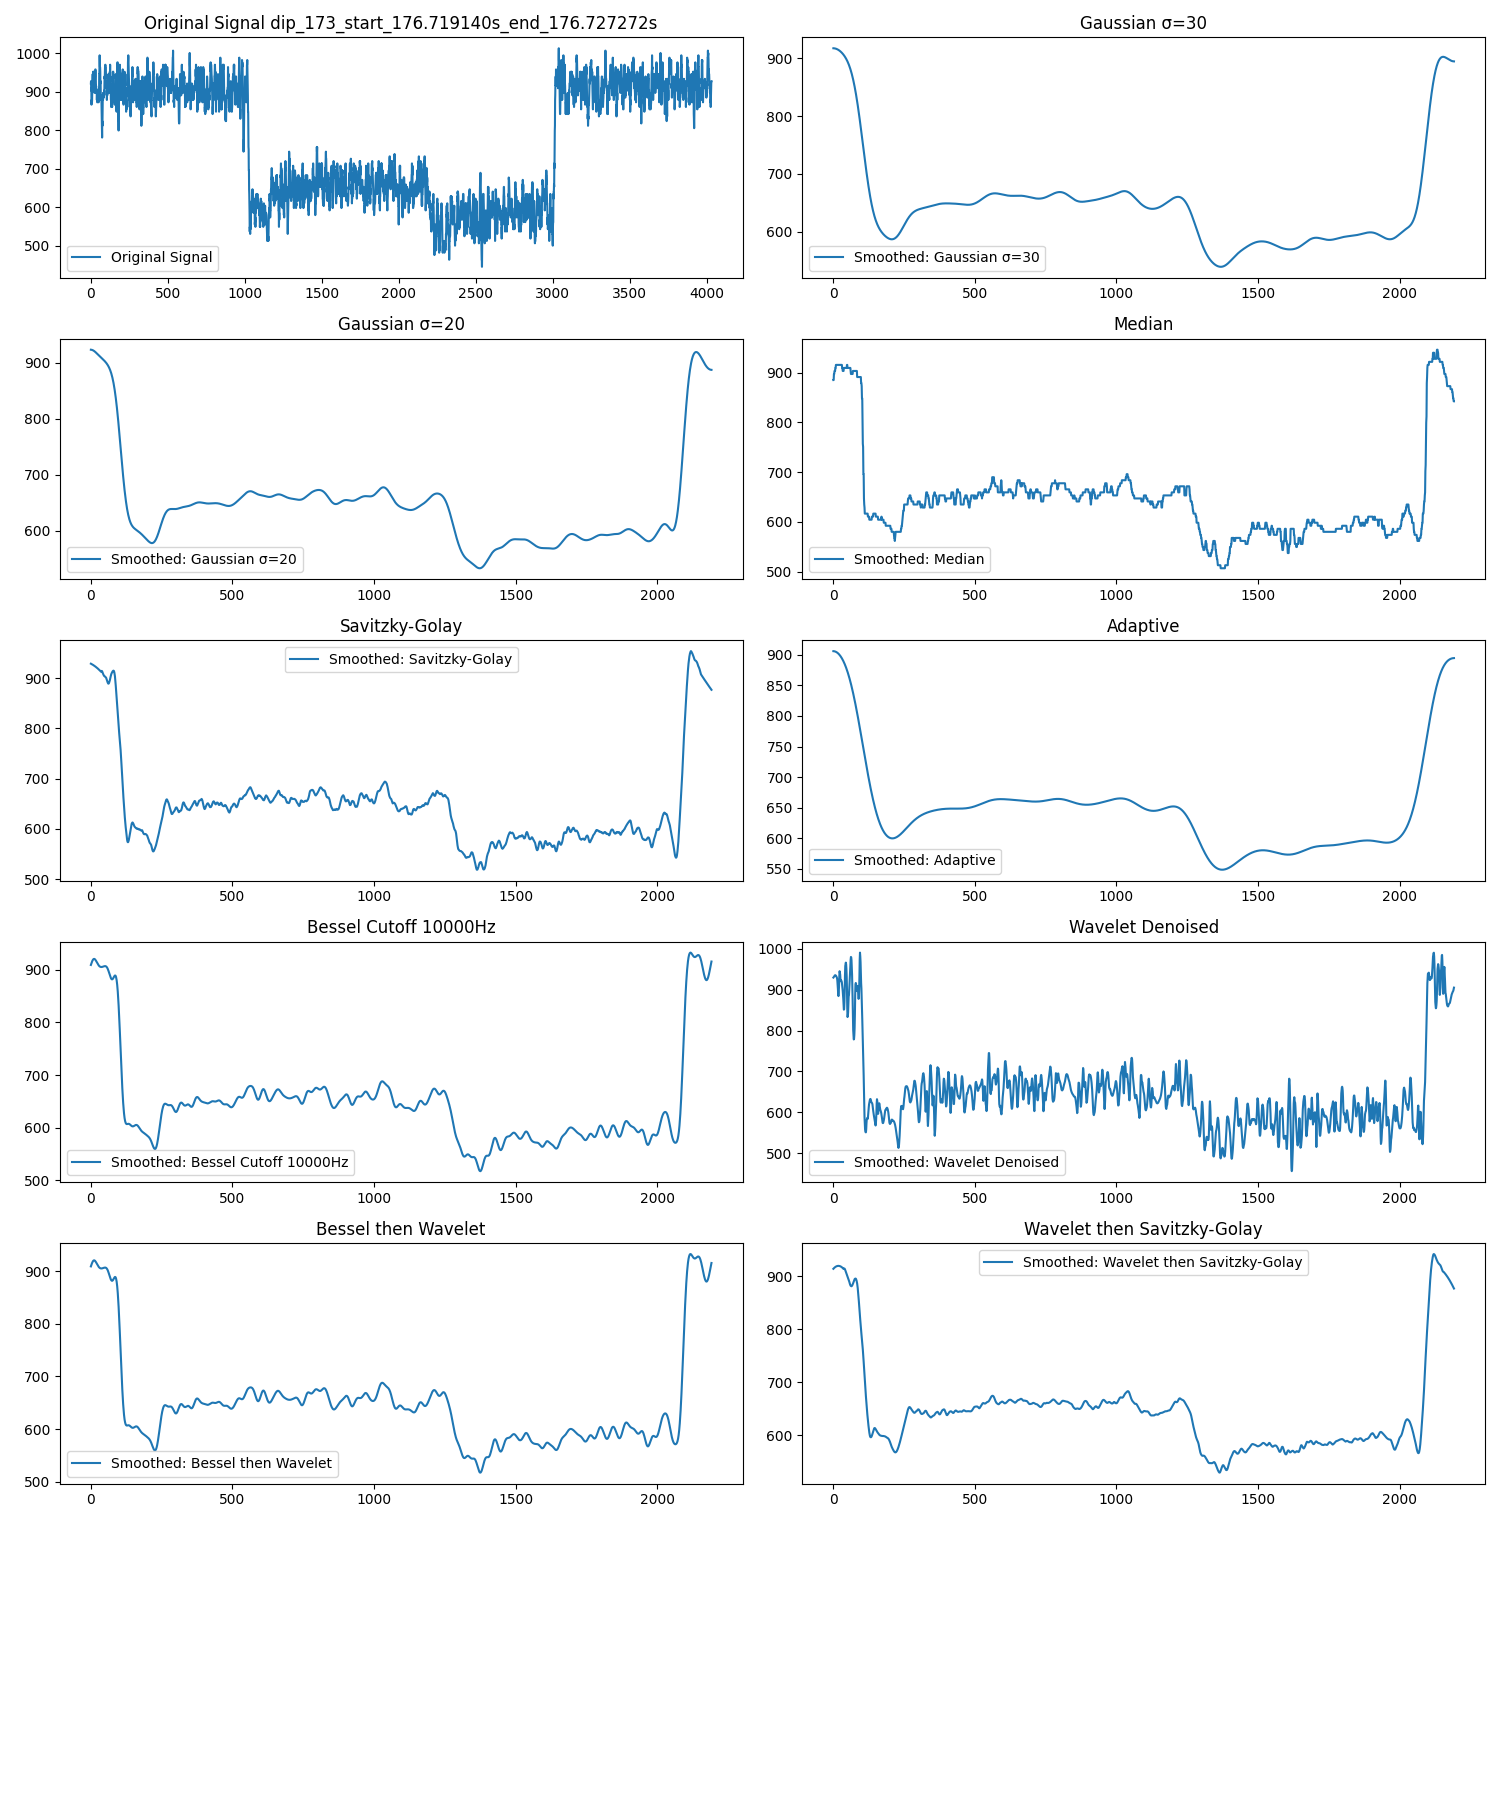 Original Signal dip_173_start_176.719140s_end_176.727272s
1000
900
800
700
600
500
Original Signal
0 500 1000 1500 2000 2500 3000 3500 4000
Gaussian σ=30
900
800
700
600
Smoothed: Gaussian σ=30
0 500 1000 1500 2000
Gaussian σ=20
900
800
700
600
Smoothed: Gaussian σ=20
0 500 1000 1500 2000
Median
900
800
700
600
500
Smoothed: Median
0 500 1000 1500 2000
Savitzky-Golay
Smoothed: Savitzky-Golay
900
800
700
600
500
0 500 1000 1500 2000
Adaptive
900
850
800
750
700
650
600
550
Smoothed: Adaptive
0 500 1000 1500 2000
Bessel Cutoff 10000Hz
900
800
700
600
500
Smoothed: Bessel Cutoff 10000Hz
0 500 1000 1500 2000
Wavelet Denoised
1000
900
800
700
600
500
Smoothed: Wavelet Denoised
0 500 1000 1500 2000
Bessel then Wavelet
900
800
700
600
500
Smoothed: Bessel then Wavelet
0 500 1000 1500 2000
Wavelet then Savitzky-Golay
Smoothed: Wavelet then Savitzky-Golay
900
800
700
600
0 500 1000 1500 2000